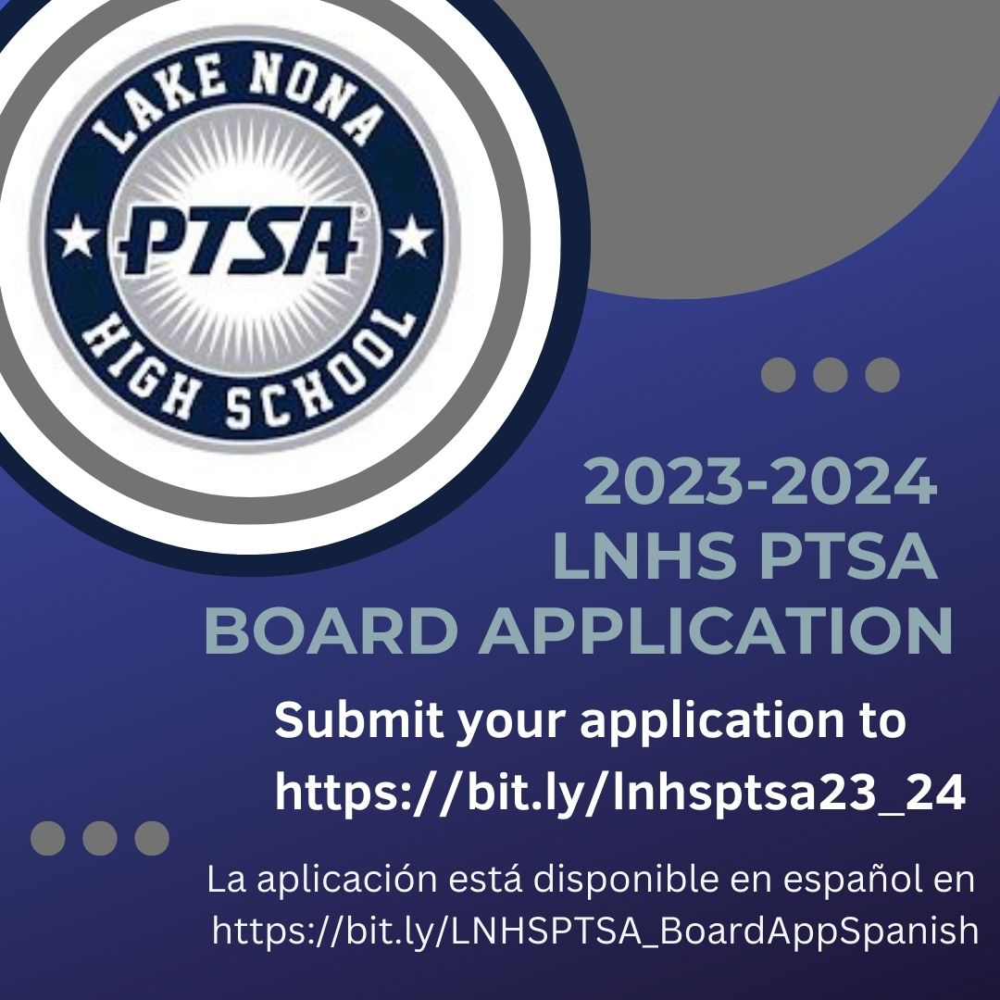 LAKE NONA
PTSA®
HIGH SCHOOL
2023-2024
LNHS PTSA
BOARD APPLICATION
Submit your application to
https://bit.ly/lnhsptsa23_24
La aplicación está disponible en español en
https://bit.ly/LNHSPTSA_BoardAppSpanish